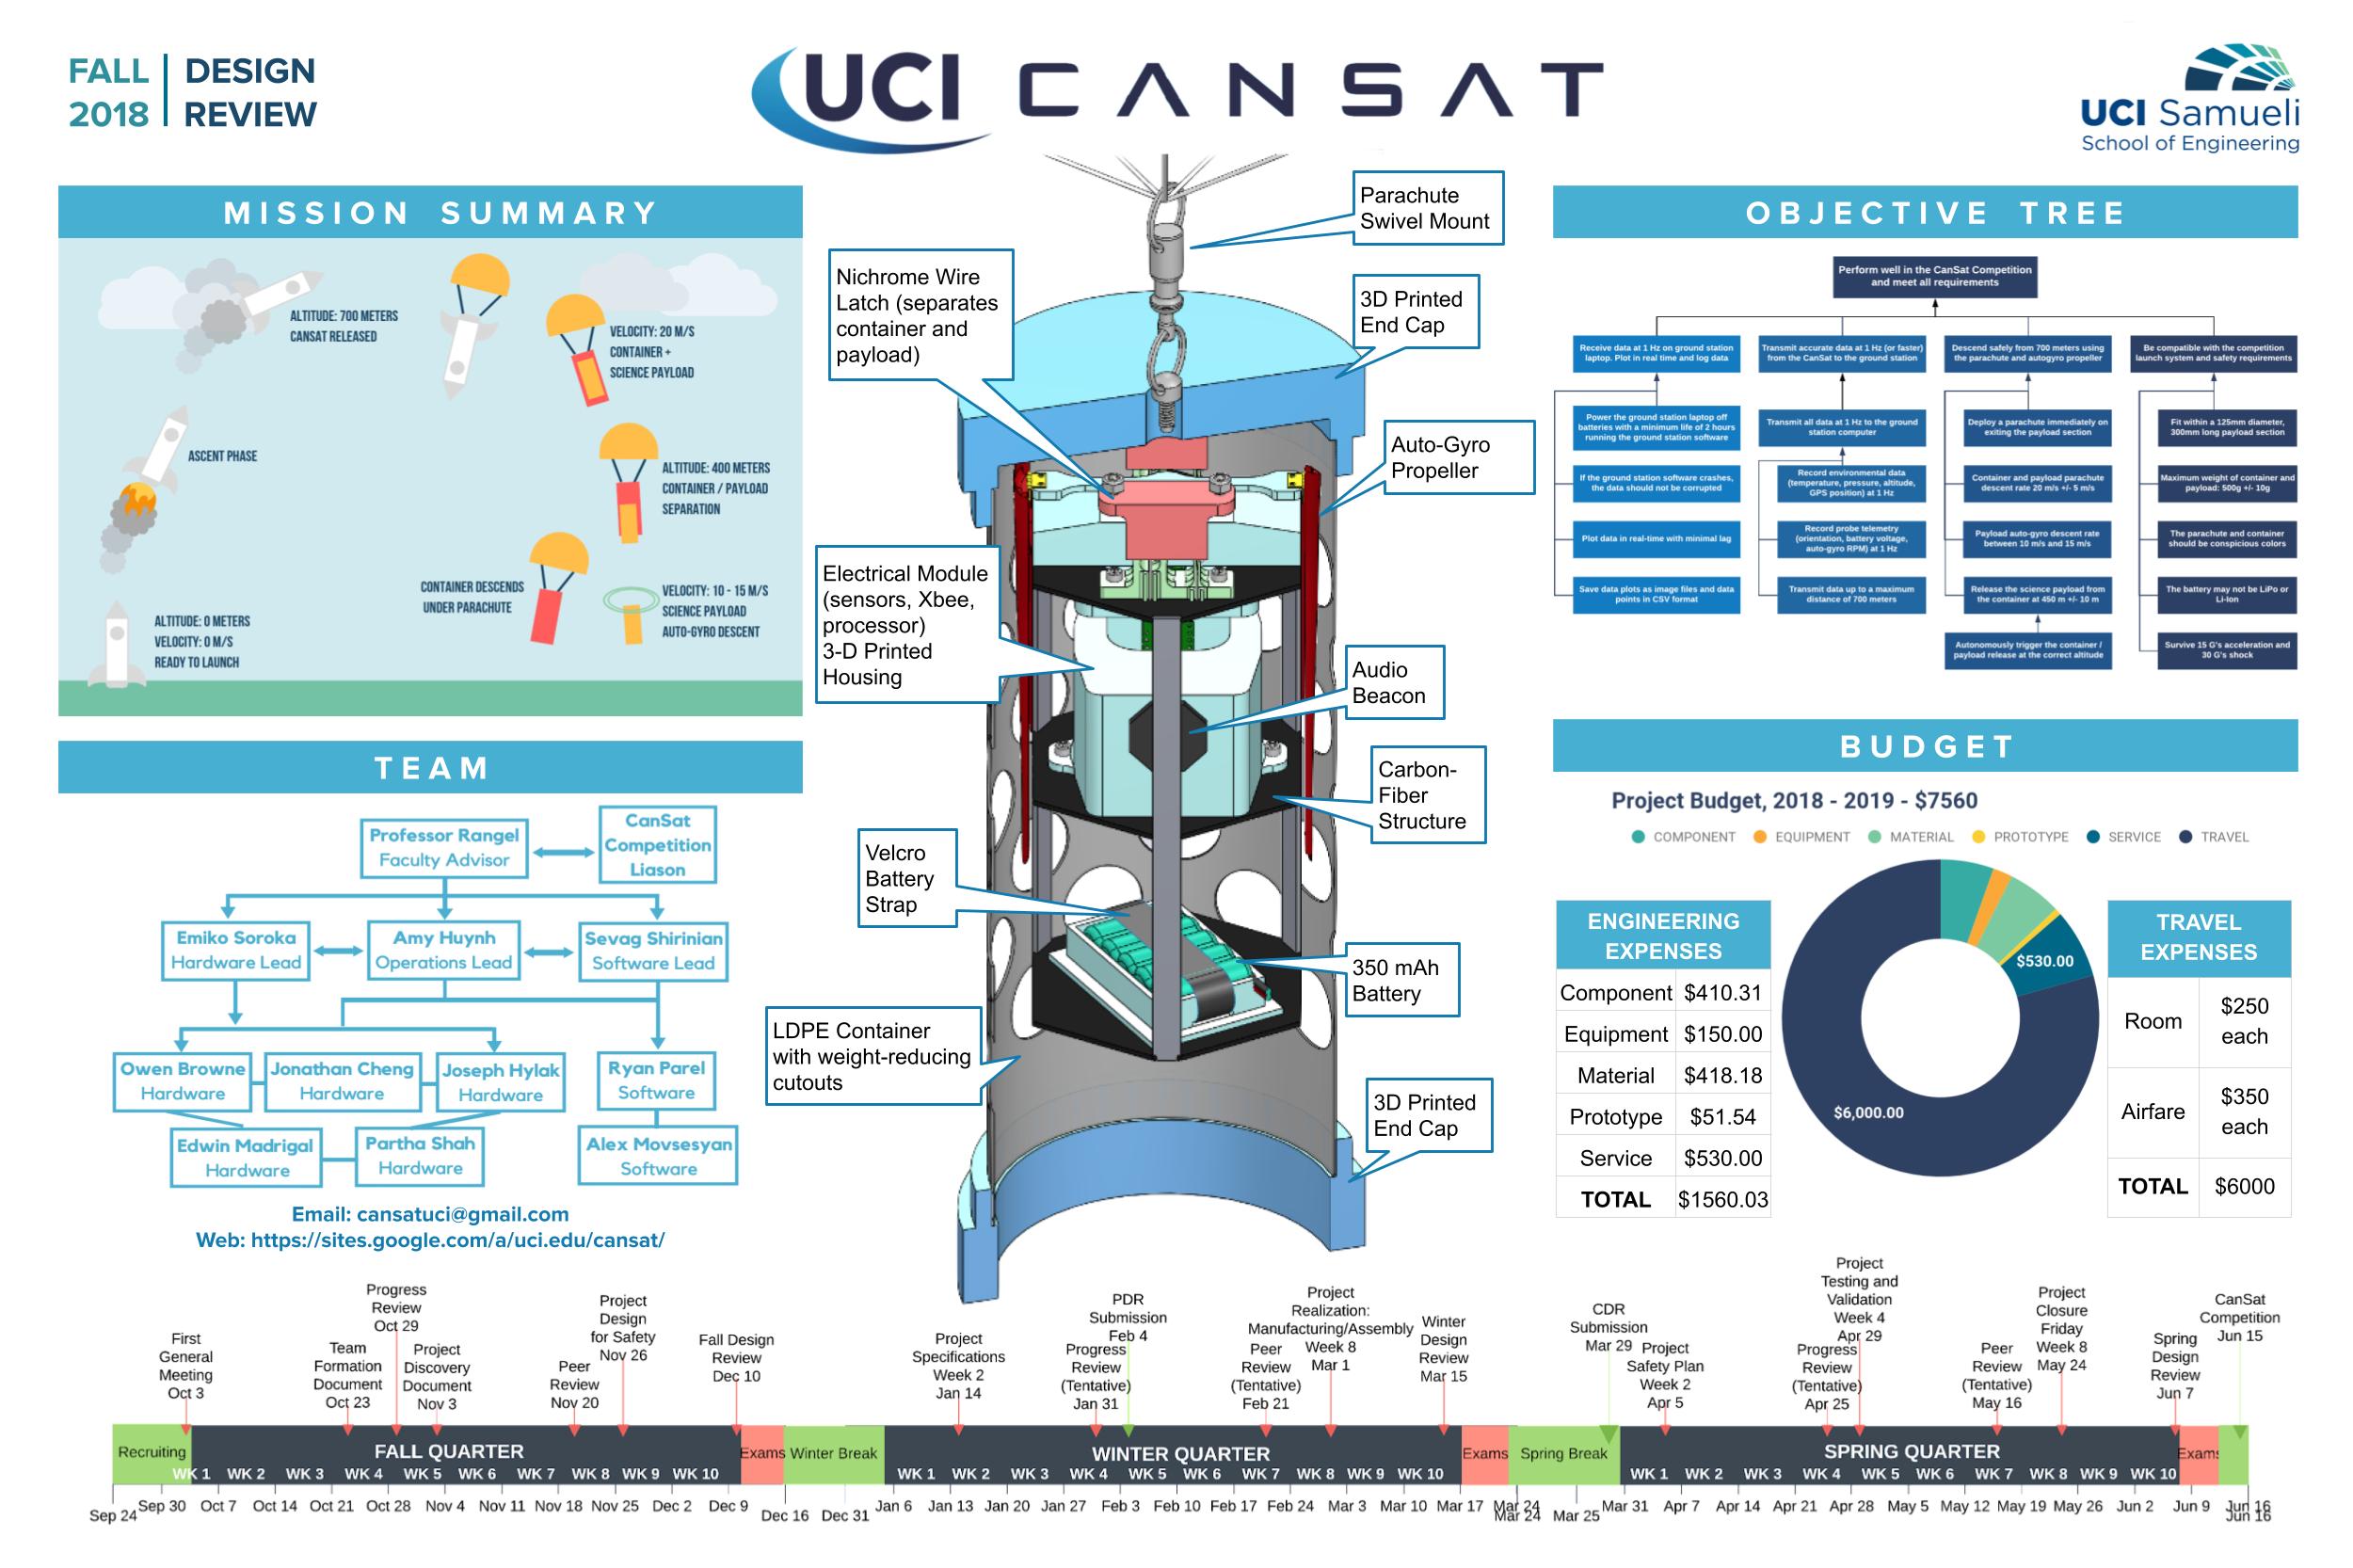 FALL
2018
DESIGN
REVIEW
UCI CANSAT
UCI Samueli
School of Engineering
MISSION SUMMARY
ALTITUDE: 700 METERS
CANSAT RELEASED
VELOCITY: 20 M/S
CONTAINER +
SCIENCE PAYLOAD
ASCENT PHASE
ALTITUDE: 400 METERS
CONTAINER / PAYLOAD
SEPARATION
CONTAINER DESCENDS
UNDER PARACHUTE
VELOCITY: 10 - 15 M/S
SCIENCE PAYLOAD
AUTO-GYRO DESCENT
ALTITUDE: 0 METERS
VELOCITY: 0 M/S
READY TO LAUNCH
TEAM
Professor Rangel
Faculty Advisor
CanSat
Competition
Liason
Emiko Soroka
Hardware Lead
Amy Huynh
Operations Lead
Sevag Shirinian
Software Lead
Owen Browne
Hardware
Jonathan Cheng
Hardware
Joseph Hylak
Hardware
Ryan Parel
Software
Edwin Madrigal
Hardware
Partha Shah
Hardware
Alex Movsesyan
Software
Email: cansatuci@gmail.com
Web: https://sites.google.com/a/uci.edu/cansat/
Parachute
Swivel Mount
Nichrome Wire
Latch (separates
container and
payload)
3D Printed
End Cap
Auto-Gyro
Propeller
Electrical Module
(sensors, Xbee,
processor)
3-D Printed
Housing
Audio
Beacon
Carbon-
Fiber
Structure
Velcro
Battery
Strap
350 mAh
Battery
LDPE Container
with weight-reducing
cutouts
3D Printed
End Cap
OBJECTIVE TREE
Perform well in the CanSat Competition
and meet all requirements
Receive data at 1 Hz on ground station
laptop. Plot in real time and log data
Power the ground station laptop off
batteries with a minimum life of 2 hours
running the ground station software
If the ground station software crashes,
the data should not be corrupted
Plot data in real-time with minimal lag
Save data plots as image files and data
points in CSV format
Transmit accurate data at 1 Hz (or faster)
from the CanSat to the ground station
Transmit all data at 1 Hz to the ground
station computer
Record environmental data
(temperature, pressure, altitude,
GPS position) at 1 Hz
Record probe telemetry
(orientation, battery voltage,
auto-gyro RPM) at 1 Hz
Transmit data up to a maximum
distance of 700 meters
Descend safely from 700 meters using
the parachute and autogyro propeller
Deploy a parachute immediately on
exiting the payload section
Container and payload parachute
descent rate 20 m/s +/- 5 m/s
Payload auto-gyro descent rate
between 10 m/s and 15 m/s
Release the science payload from
the container at 450 m +/- 10 m
Autonomously trigger the container /
payload release at the correct altitude
Be compatible with the competition
launch system and safety requirements
Fit within a 125mm diameter,
300mm long payload section
Maximum weight of container and
payload: 500g +/- 10g
The parachute and container
should be conspicious colors
The battery may not be LiPo or
Li-Ion
Survive 15 G's acceleration and
30 G's shock
BUDGET
Project Budget, 2018 - 2019 - $7560
COMPONENT EQUIPMENT MATERIAL PROTOTYPE SERVICE TRAVEL
$530.00
$6,000.00
ENGINEERING
EXPENSES
Component $410.31
Equipment $150.00
Material $418.18
Prototype $51.54
Service $530.00
TOTAL $1560.03
TRAVEL
EXPENSES
Room $250
each
Airfare $350
each
TOTAL $6000
First
General
Meeting
Oct 3
Team
Formation
Document
Oct 23
Progress
Review
Oct 29
Project
Discovery
Document
Nov 3
Peer
Review
Nov 20
Project
Design
for Safety
Nov 26
Fall Design
Review
Dec 10
Project
Specifications
Week 2
Jan 14
Progress
Review
(Tentative)
Jan 31
PDR
Submission
Feb 4
Peer
Review
(Tentative)
Feb 21
Project
Realization:
Manufacturing/Assembly
Week 8
Mar 1
Winter
Design
Review
Mar 15
CDR
Submission
Mar 29
Project
Safety Plan
Week 2
Apr 5
Progress
Review
(Tentative)
Apr 25
Project
Testing and
Validation
Week 4
Apr 29
Peer
Review
(Tentative)
May 16
Project
Closure
Friday
Week 8
May 24
Spring
Design
Review
Jun 7
CanSat
Competition
Jun 15
Recruiting FALL QUARTER Exams Winter Break WINTER QUARTER Exams Spring Break SPRING QUARTER Exams
WK 1 WK 2 WK 3 WK 4 WK 5 WK 6 WK 7 WK 8 WK 9 WK 10 WK 1 WK 2 WK 3 WK 4 WK 5 WK 6 WK 7 WK 8 WK 9 WK 10 WK 1 WK 2 WK 3 WK 4 WK 5 WK 6 WK 7 WK 8 WK 9 WK 10
Sep 30 Oct 7 Oct 14 Oct 21 Oct 28 Nov 4 Nov 11 Nov 18 Nov 25 Dec 2 Dec 9 Jan 6 Jan 13 Jan 20 Jan 27 Feb 3 Feb 10 Feb 17 Feb 24 Mar 3 Mar 10 Mar 17 Mar 24 Mar 31 Apr 7 Apr 14 Apr 21 Apr 28 May 5 May 12 May 19 May 26 Jun 2 Jun 9 Jun 16
Sep 24 Dec 16 Dec 31 Mar 24 Mar 25 Jun 16